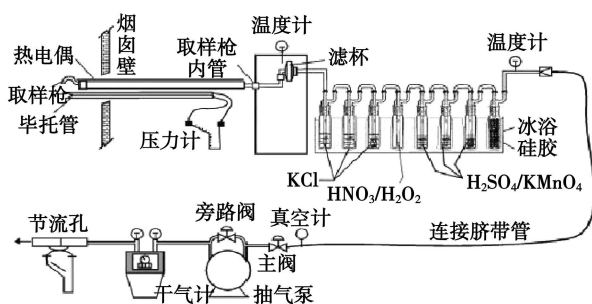 烟囱壁
热电偶
取样枪
毕托管
压力计
取样枪
内管
温度计
滤杯
温度计
冰浴
硅胶
KCl
HNO₃/H₂O₂
H₂SO₄/KMnO₄
节流孔
旁路阀
真空计
主阀
连接脐带管
干气计
抽气泵